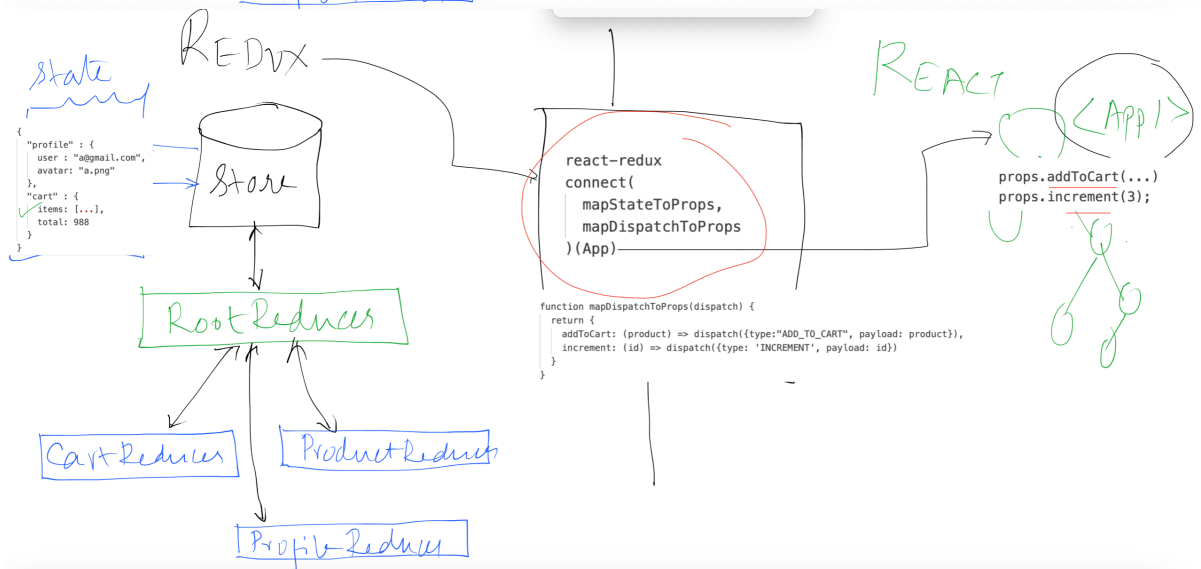 REDUX
REACT
state
<App/>
{
  "profile" : {
    user : "a@gmail.com",
    avatar: "a.png"
  },
  "cart" : {
    items: [...],
    total: 988
  }
}
Store
react-redux
connect(
  mapStateToProps,
  mapDispatchToProps
)(App)
props.addToCart(...)
props.increment(3);
RootReducer
function mapDispatchToProps(dispatch) {
  return {
    addToCart: (product) => dispatch({type:"ADD_TO_CART", payload: product}),
    increment: (id) => dispatch({type: 'INCREMENT', payload: id})
  }
}
CartReducer
ProductReducer
ProfileReducer